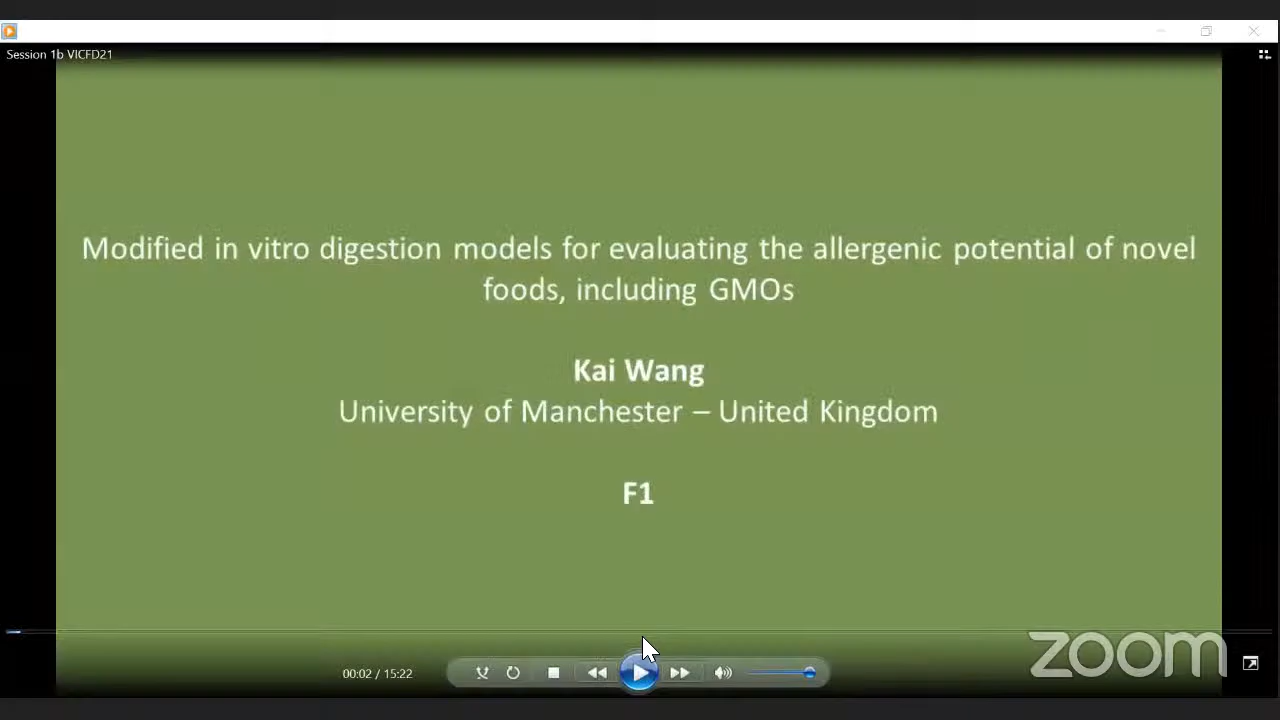 Session 1b VICFD21
Modified in vitro digestion models for evaluating the allergenic potential of novel
foods, including GMOs
Kai Wang
University of Manchester – United Kingdom
F1
00:02 / 15:22
zoom